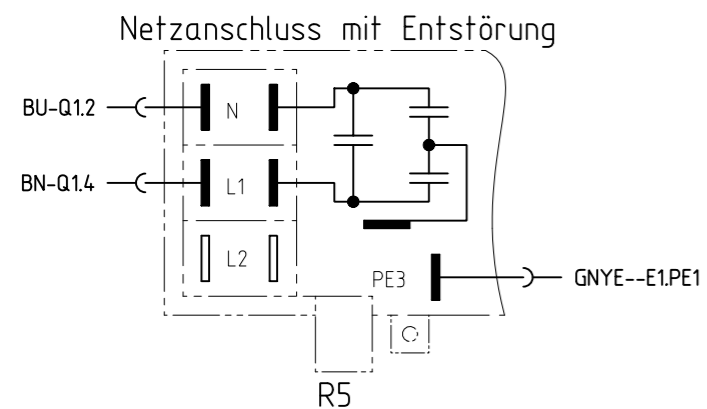 Netzanschluss mit Entstörung
BU-Q1.2
N
BN-Q1.4
L1
L2
PE3
GNYE--E1.PE1
R5